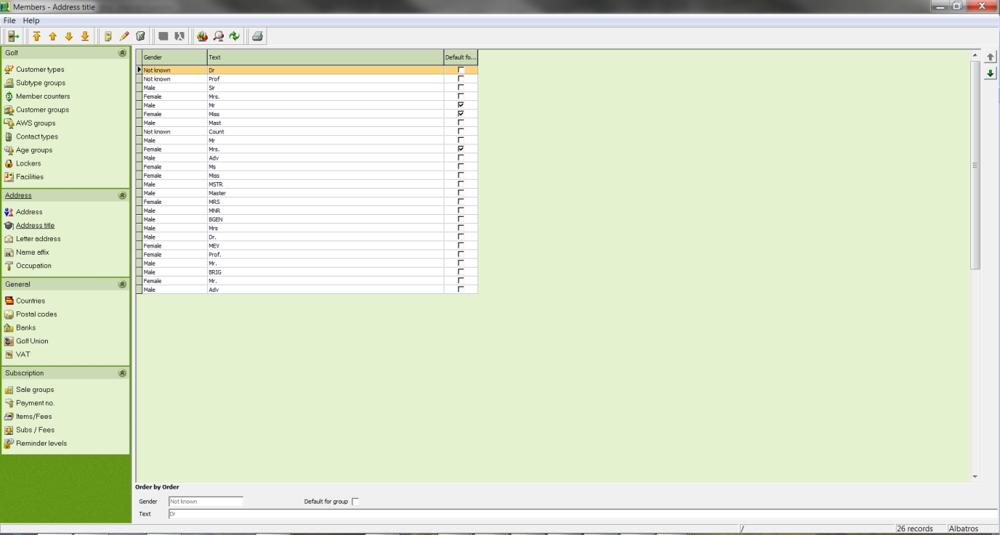 Members - Address title
File Help
Golf
Customer types
Subtype groups
Member counters
Customer groups
AWS groups
Contact types
Age groups
Lockers
Facilities
Address
Address
Address title
Letter address
Name affix
Occupation
General
Countries
Postal codes
Banks
Golf Union
VAT
Subscription
Sale groups
Payment no.
Items/Fees
Subs / Fees
Reminder levels
Gender Text Default fo...
Not known Dr
Not known Prof
Male Sir
Female Mrs.
Male Mr
Female Miss
Male Mast
Not known Count
Male Mr
Female Mrs.
Male Adv
Female Ms
Female Miss
Male MSTR
Male Master
Female MRS
Male MNR
Male BGEN
Male Mrs
Male Dr.
Female MEV
Female Prof.
Male Mr.
Male BRIG
Female Mr.
Male Adv
Order by Order
Gender Not known Default for group
Text Dr
/ 26 records Albatros